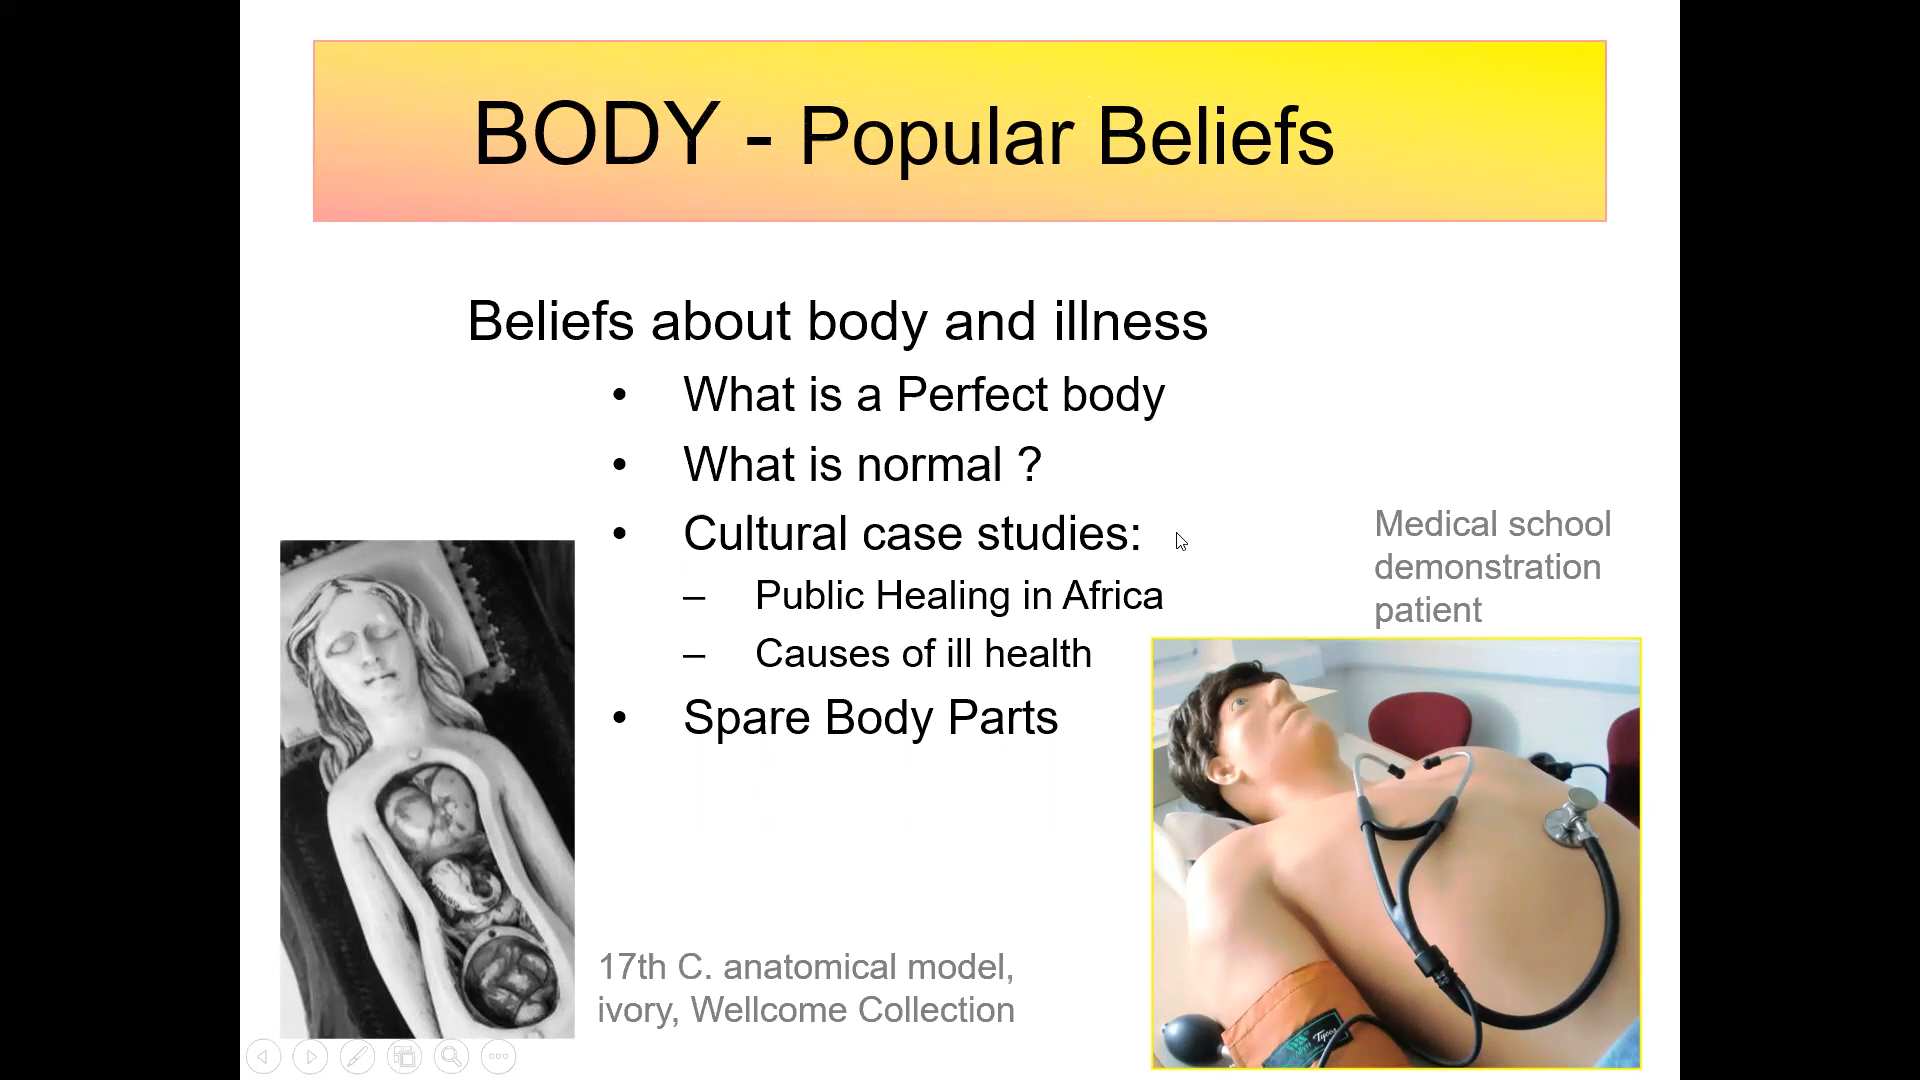 BODY - Popular Beliefs
Beliefs about body and illness
• What is a Perfect body
• What is normal ?
• Cultural case studies:
– Public Healing in Africa
– Causes of ill health
• Spare Body Parts
Medical school
demonstration
patient
17th C. anatomical model,
ivory, Wellcome Collection
Tycos